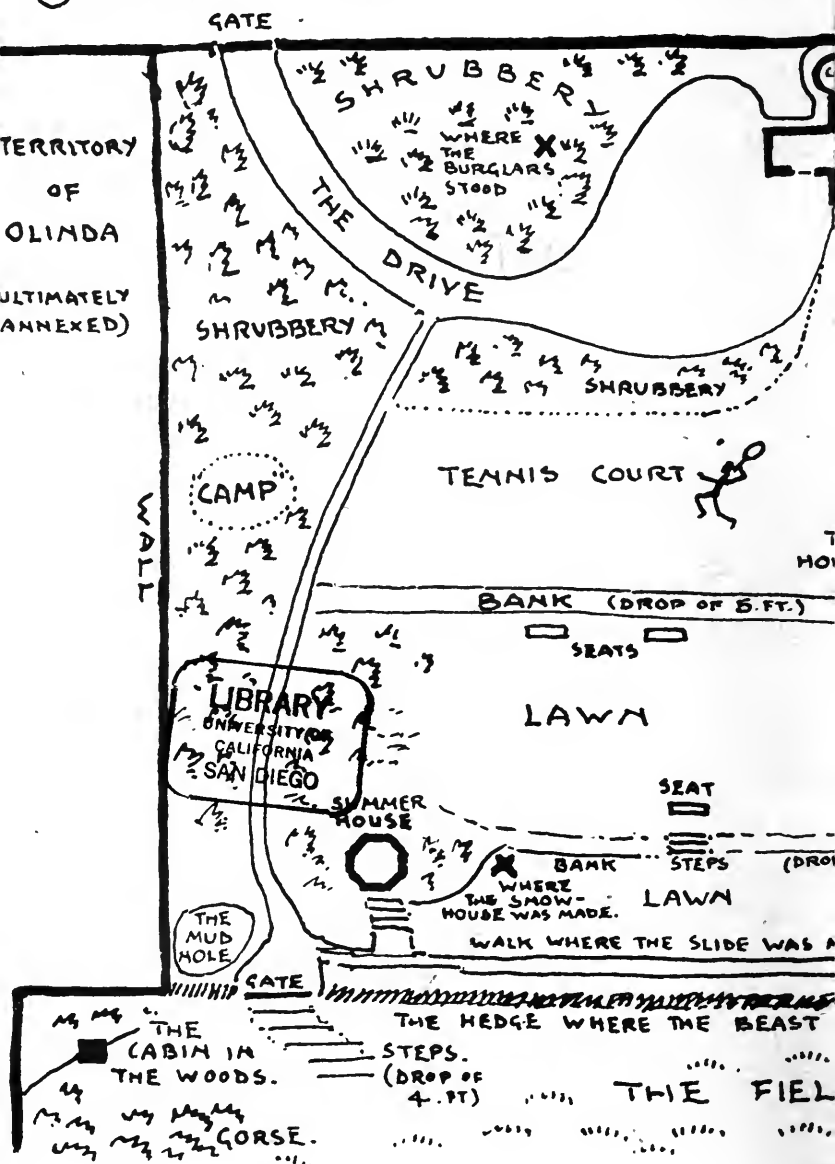 GATE
SHRUBBERY
TERRITORY
OF
OLINDA
ULTIMATELY
ANNEXED)
WHERE
THE
BURGLARS
STOOD
THE DRIVE
SHRUBBERY
SHRUBBERY
CAMP
TENNIS COURT
WALL
BANK (DROP OF 5.FT.)
SEATS
LAWN
LIBRARY
UNIVERSITY OF
CALIFORNIA
SAN DIEGO
SUMMER
HOUSE
SEAT
BANK
STEPS
WHERE
THE SNOW-
HOUSE WAS MADE.
LAWN
THE
MUD
HOLE
WALK WHERE THE SLIDE WAS
GATE
THE HEDGE WHERE THE BEAST
THE
CABIN IN
THE WOODS.
STEPS.
(DROP OF
4.FT)
THE FIEL
GORSE.